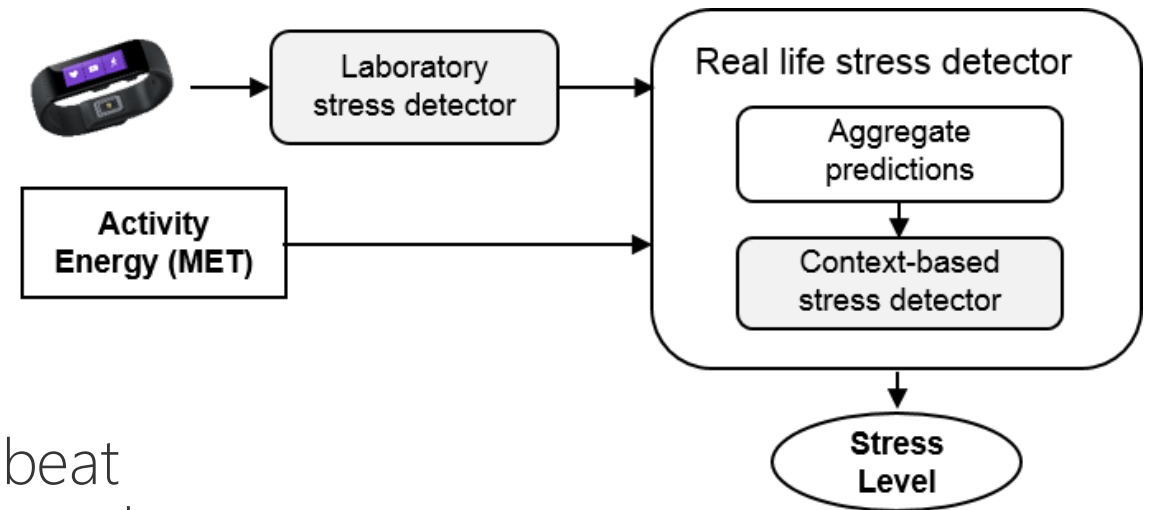 Laboratory
stress detector
Real life stress detector
Aggregate
predictions
Activity
Energy (MET)
Context-based
stress detector
Stress
Level
beat